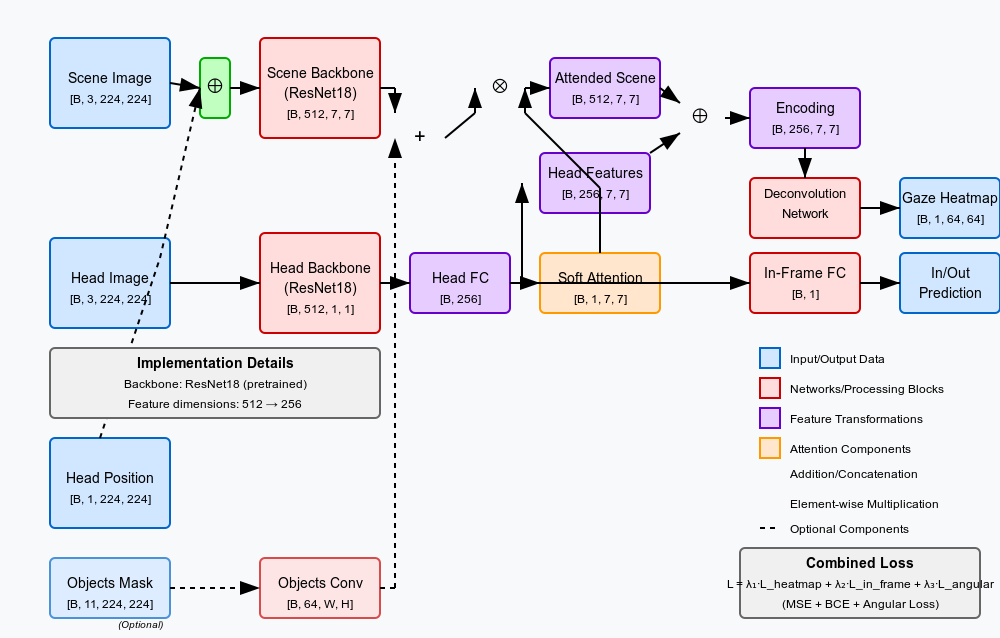 Scene Image
[B, 3, 224, 224]
⊕
Scene Backbone
(ResNet18)
[B, 512, 7, 7]
+
⊗
Attended Scene
[B, 512, 7, 7]
⊕
Encoding
[B, 256, 7, 7]
Head Features
[B, 256, 7, 7]
Deconvolution
Network
Gaze Heatmap
[B, 1, 64, 64]
Head Image
[B, 3, 224, 224]
Head Backbone
(ResNet18)
[B, 512, 1, 1]
Head FC
[B, 256]
Soft Attention
[B, 1, 7, 7]
In-Frame FC
[B, 1]
In/Out
Prediction
Implementation Details
Backbone: ResNet18 (pretrained)
Feature dimensions: 512 → 256
Head Position
[B, 1, 224, 224]
Objects Mask
[B, 11, 224, 224]
(Optional)
Objects Conv
[B, 64, W, H]
Input/Output Data
Networks/Processing Blocks
Feature Transformations
Attention Components
Addition/Concatenation
Element-wise Multiplication
Optional Components
Combined Loss
L = λ₁·L_heatmap + λ₂·L_in_frame + λ₃·L_angular
(MSE + BCE + Angular Loss)